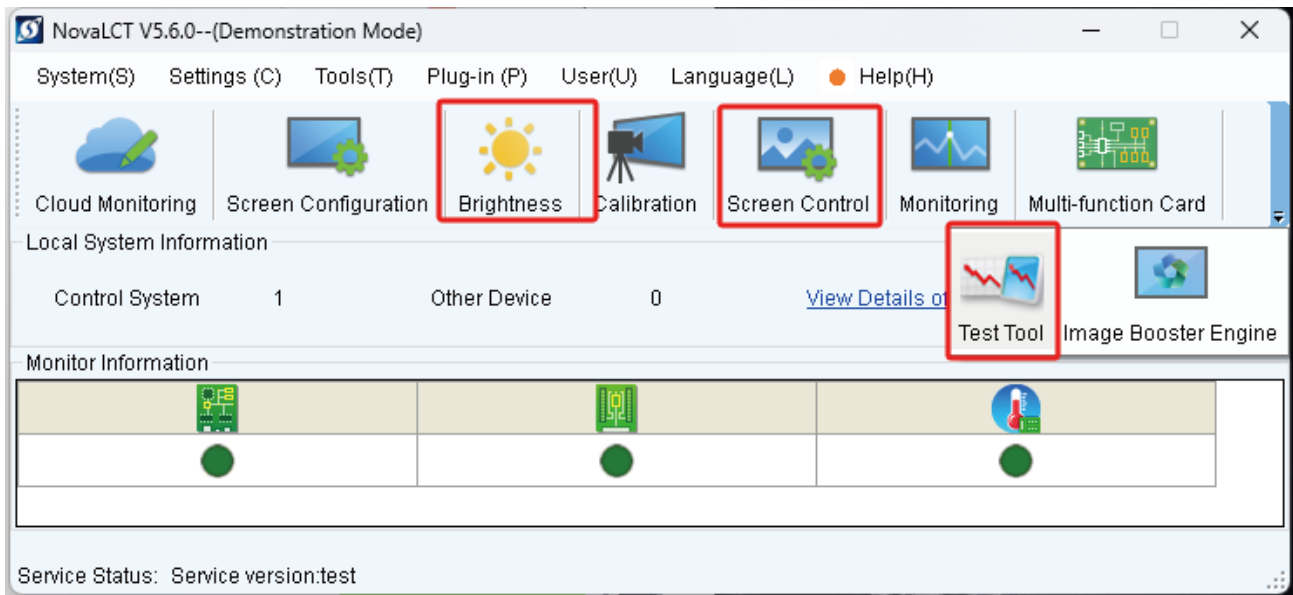 NovaLCT V5.6.0--(Demonstration Mode)
System(S) Settings (C) Tools(T) Plug-in (P) User(U) Language(L) Help(H)
Cloud Monitoring Screen Configuration Brightness Calibration Screen Control Monitoring Multi-function Card
Local System Information
Control System 1 Other Device 0 View Details of
Test Tool Image Booster Engine
Monitor Information
Service Status: Service version:test